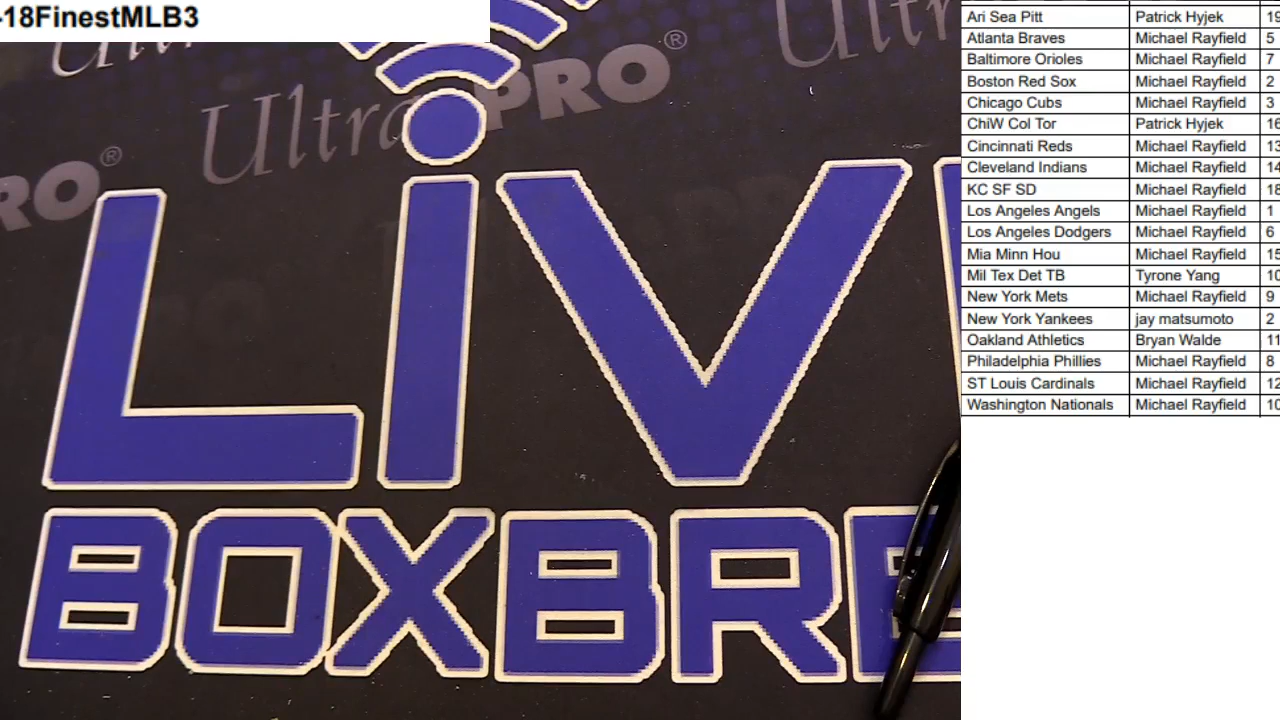 -18FinestMLB3
Ultra PRO®
PRO®
LiV
BOXBRE
Ari Sea Pitt Patrick Hyjek 19
Atlanta Braves Michael Rayfield 5
Baltimore Orioles Michael Rayfield 7
Boston Red Sox Michael Rayfield 2
Chicago Cubs Michael Rayfield 3
ChiW Col Tor Patrick Hyjek 16
Cincinnati Reds Michael Rayfield 13
Cleveland Indians Michael Rayfield 14
KC SF SD Michael Rayfield 18
Los Angeles Angels Michael Rayfield 1
Los Angeles Dodgers Michael Rayfield 6
Mia Minn Hou Michael Rayfield 15
Mil Tex Det TB Tyrone Yang 10
New York Mets Michael Rayfield 9
New York Yankees jay matsumoto 2
Oakland Athletics Bryan Walde 11
Philadelphia Phillies Michael Rayfield 8
ST Louis Cardinals Michael Rayfield 12
Washington Nationals Michael Rayfield 10